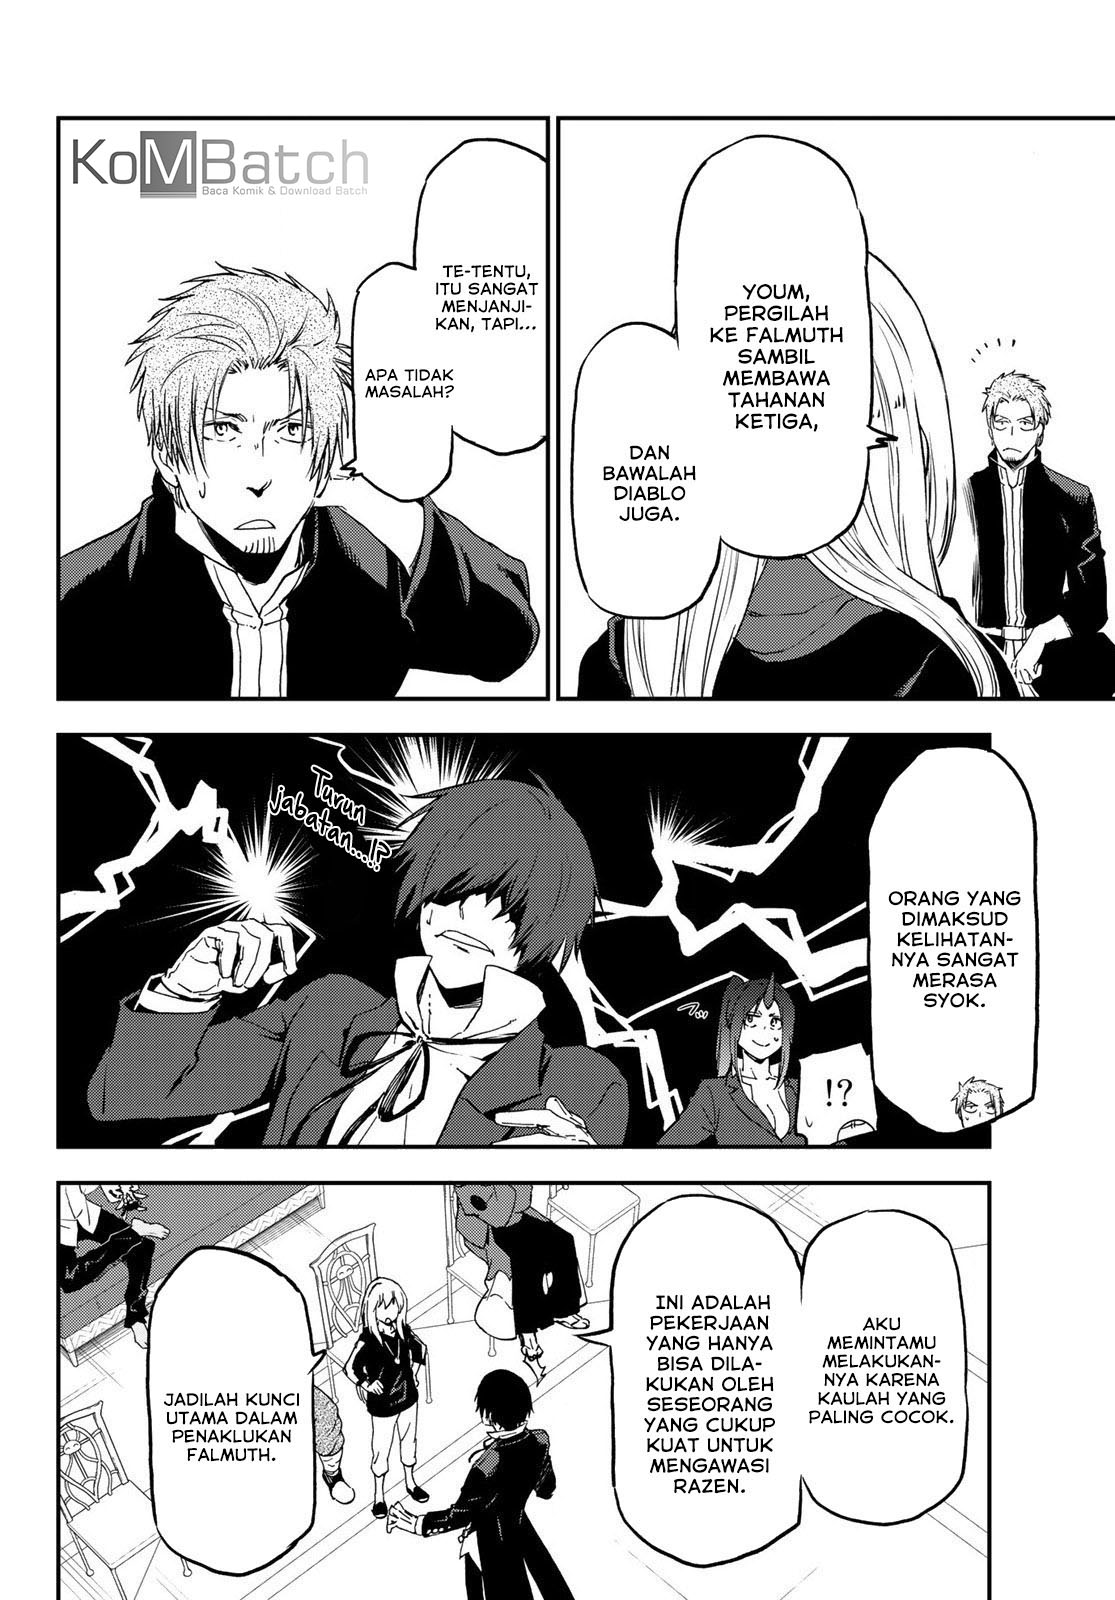 KoMBatch
Baca Komik & Download Batch
YOUM,
PERGILAH
KE FALMUTH
SAMBIL
MEMBAWA
TAHANAN
KETIGA,
DAN
BAWALAH
DIABLO
JUGA.
TE-TENTU,
ITU SANGAT
MENJANJI-
KAN, TAPI...
APA TIDAK
MASALAH?
ORANG YANG
DIMAKSUD
KELIHATAN-
NYA SANGAT
MERASA
SYOK.
!?
Turun
jabatan...!?
AKU
MEMINTAMU
MELAKUKAN-
NYA KARENA
KAULAH YANG
PALING COCOK.
INI ADALAH
PEKERJAAN
YANG HANYA
BISA DILA-
KUKAN OLEH
SESEORANG
YANG CUKUP
KUAT UNTUK
MENGAWASI
RAZEN.
JADILAH KUNCI
UTAMA DALAM
PENAKLUKAN
FALMUTH.